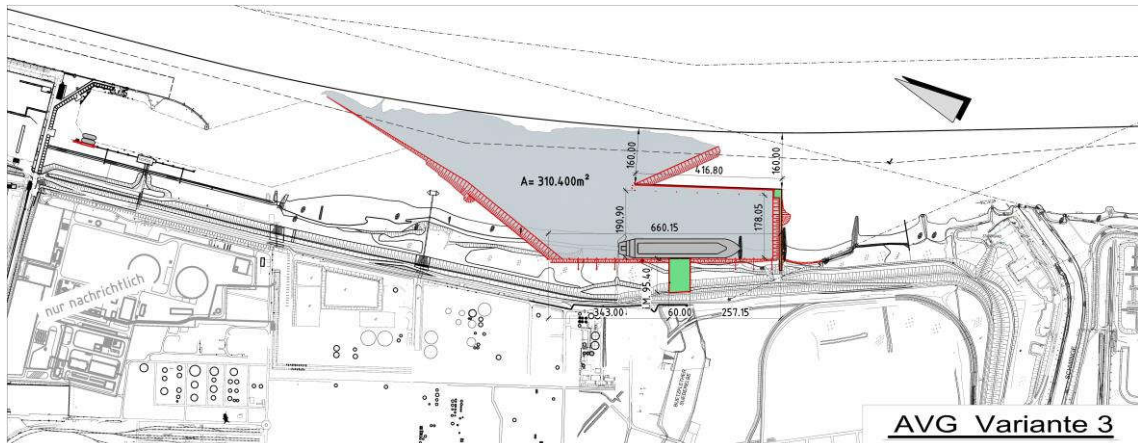 160.00
160.00
416.80
A= 310.400m²
190.90
178.05
660.15
i.M. 95.40
nur nachrichtlich
343.00
60.00
257.15
AVG Variante 3